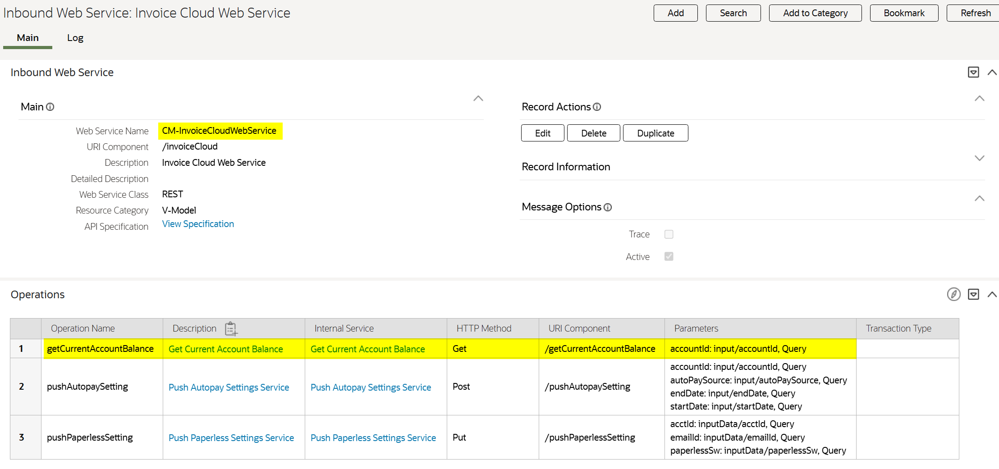 Inbound Web Service: Invoice Cloud Web Service
Add Search Add to Category Bookmark Refresh
Main Log
Inbound Web Service
Main
Web Service Name CM-InvoiceCloudWebService
URI Component /invoiceCloud
Description Invoice Cloud Web Service
Detailed Description
Web Service Class REST
Resource Category V-Model
API Specification View Specification
Record Actions
Edit Delete Duplicate
Record Information
Message Options
Trace
Active
Operations
Operation Name Description Internal Service HTTP Method URI Component Parameters Transaction Type
1 getCurrentAccountBalance Get Current Account Balance Get Current Account Balance Get /getCurrentAccountBalance accountId: input/accountId, Query
2 pushAutopaySetting Push Autopay Settings Service Push Autopay Settings Service Post /pushAutopaySetting accountId: input/accountId, Query
autoPaySource: input/autoPaySource, Query
endDate: input/endDate, Query
startDate: input/startDate, Query
3 pushPaperlessSetting Push Paperless Settings Service Push Paperless Settings Service Put /pushPaperlessSetting acctId: inputData/acctId, Query
emailId: inputData/emailId, Query
paperlessSw: inputData/paperlessSw, Query